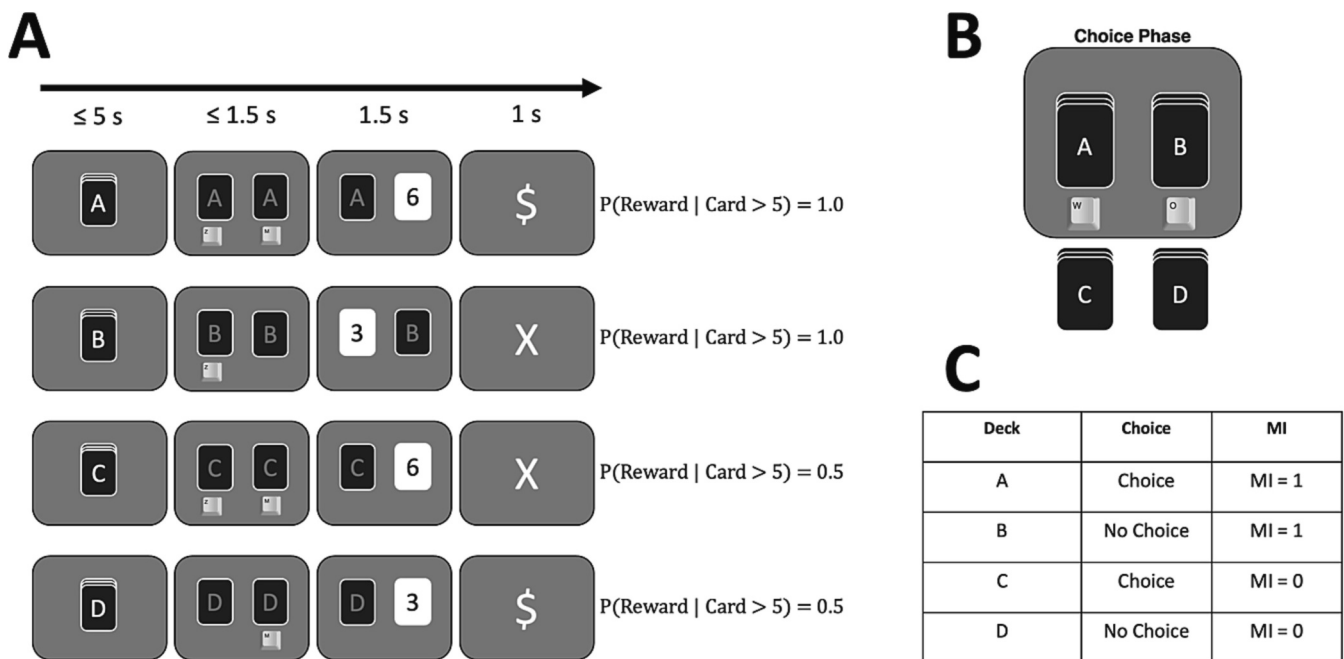 A
≤ 5 s ≤ 1.5 s 1.5 s 1 s
A A A A 6 $ P(Reward | Card > 5) = 1.0
Z M
B B B 3 B X P(Reward | Card > 5) = 1.0
Z
C C C C 6 X P(Reward | Card > 5) = 0.5
Z M
D D D D 3 $ P(Reward | Card > 5) = 0.5
M
B
Choice Phase
A B
W O
C D
C
Deck Choice MI
A Choice MI = 1
B No Choice MI = 1
C Choice MI = 0
D No Choice MI = 0